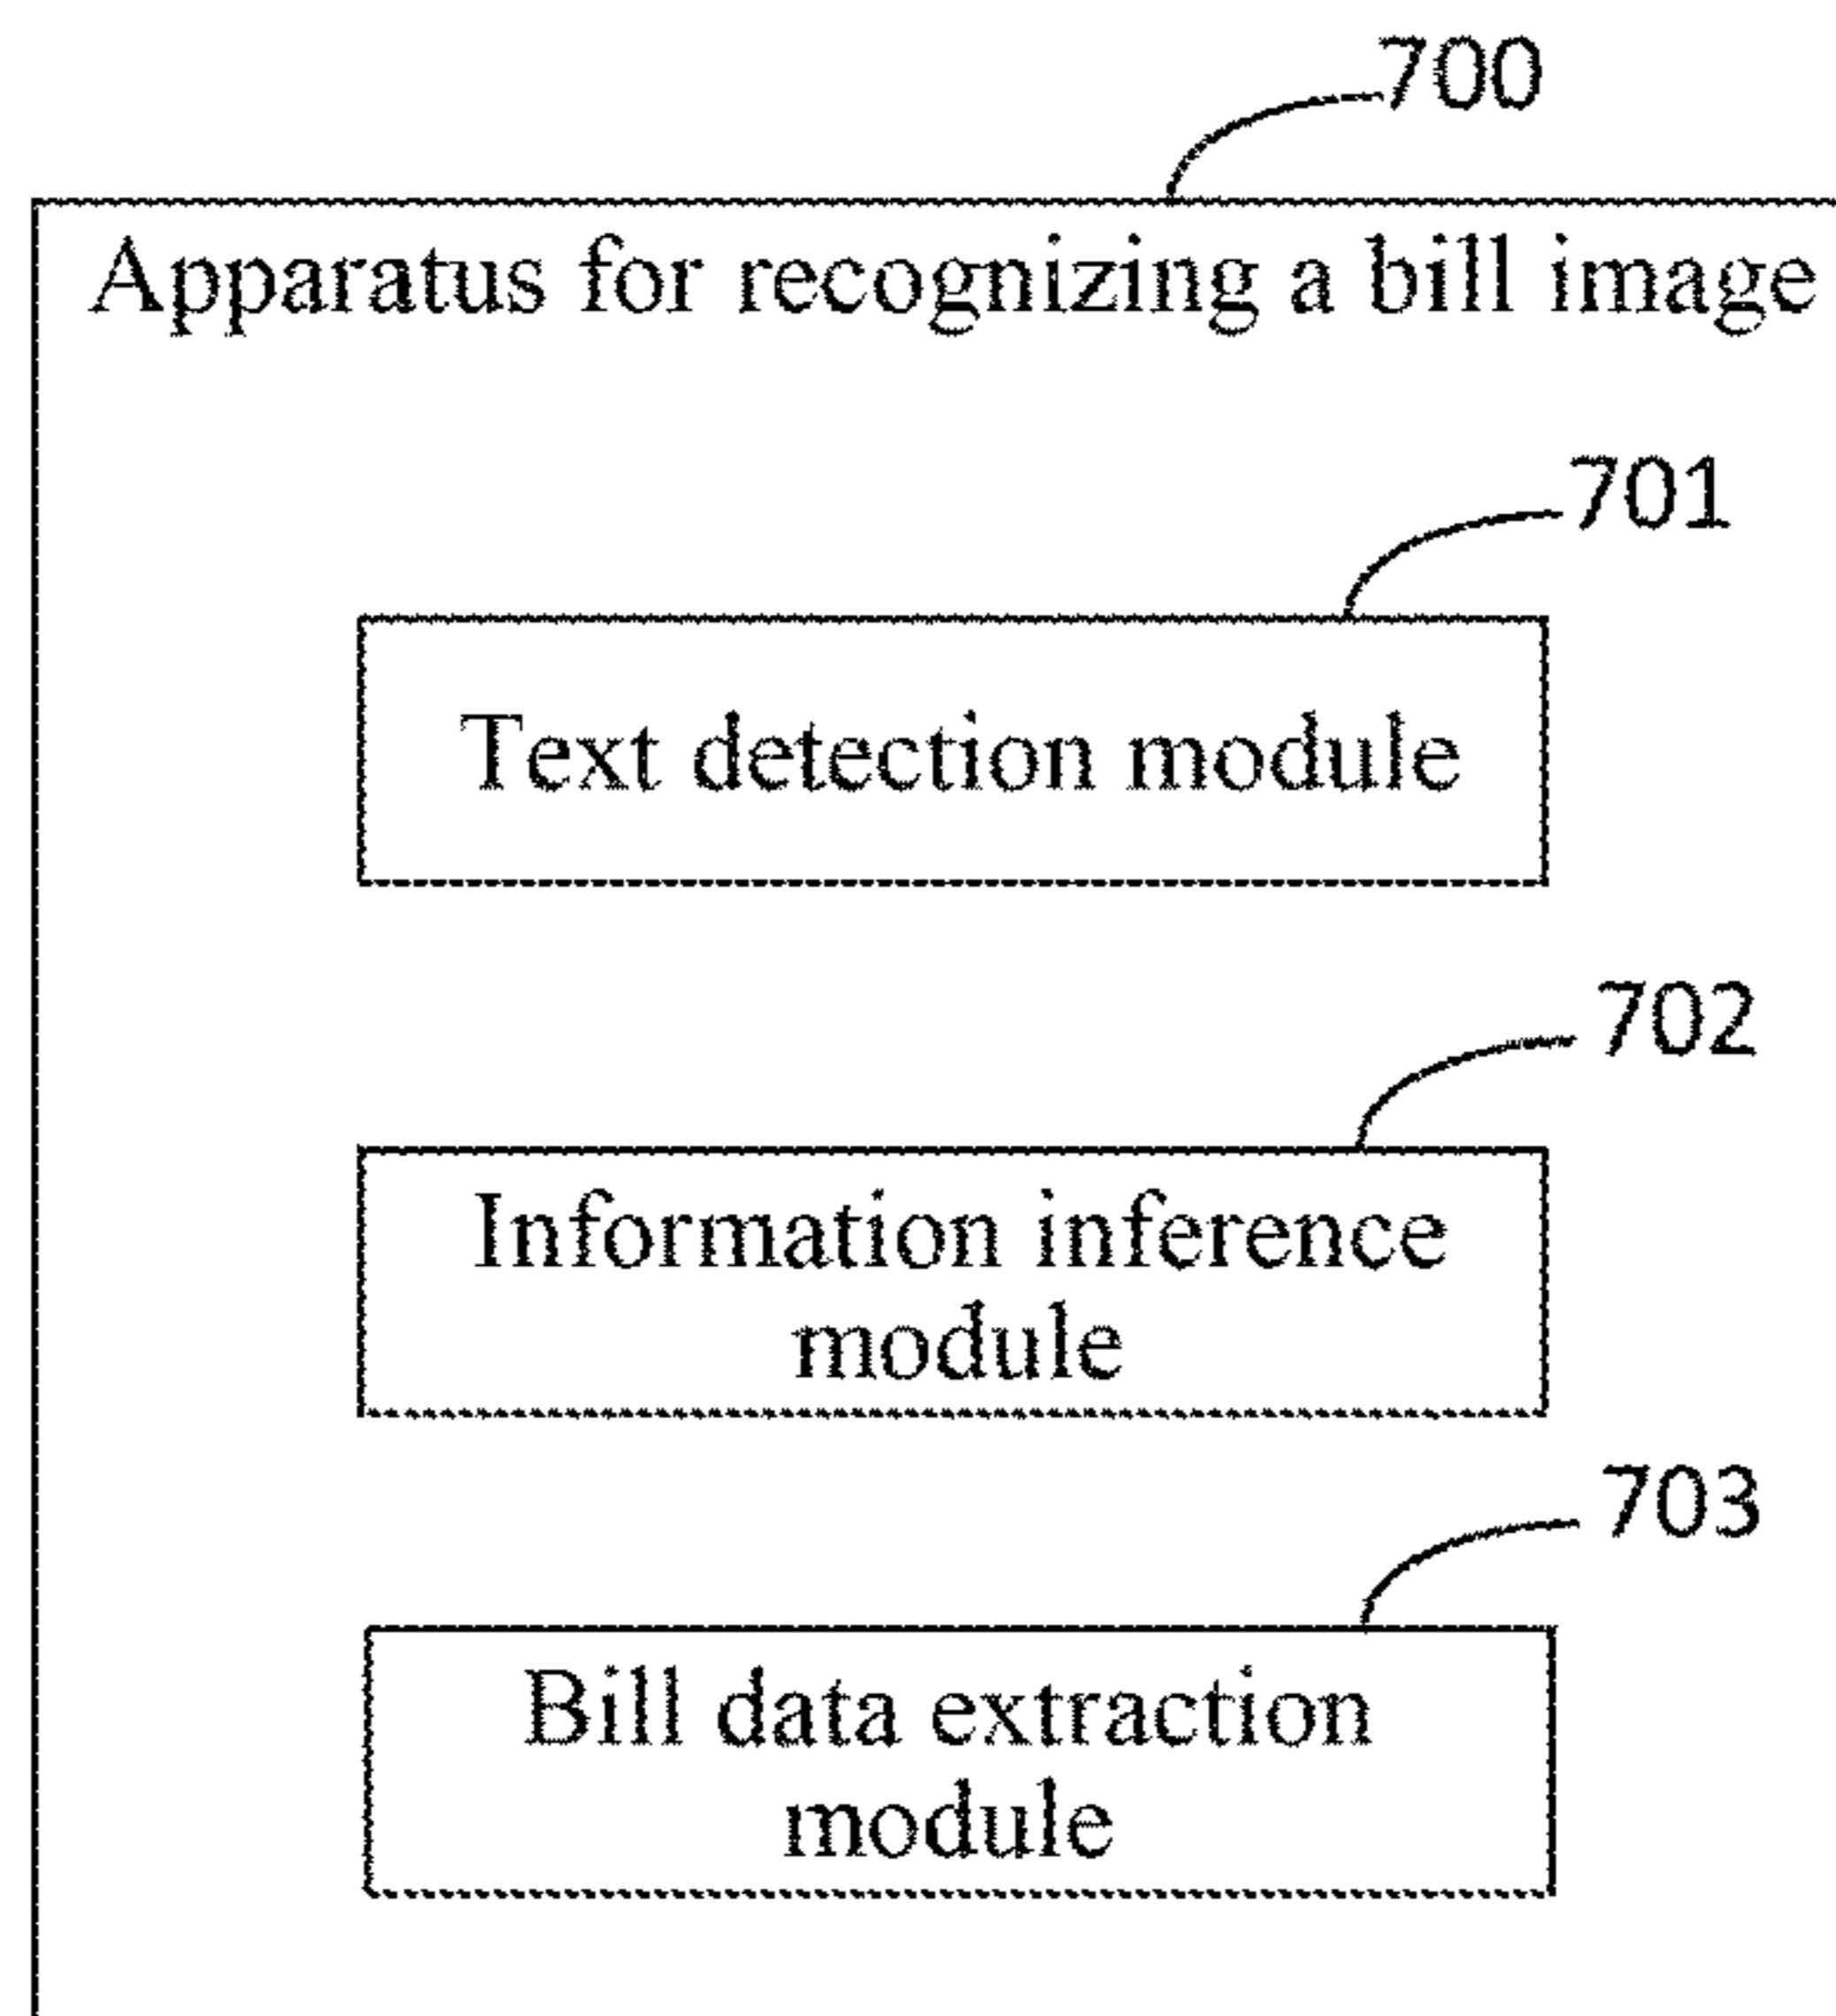 700
Apparatus for recognizing a bill image
701
Text detection module
702
Information inference
module
703
Bill data extraction
module